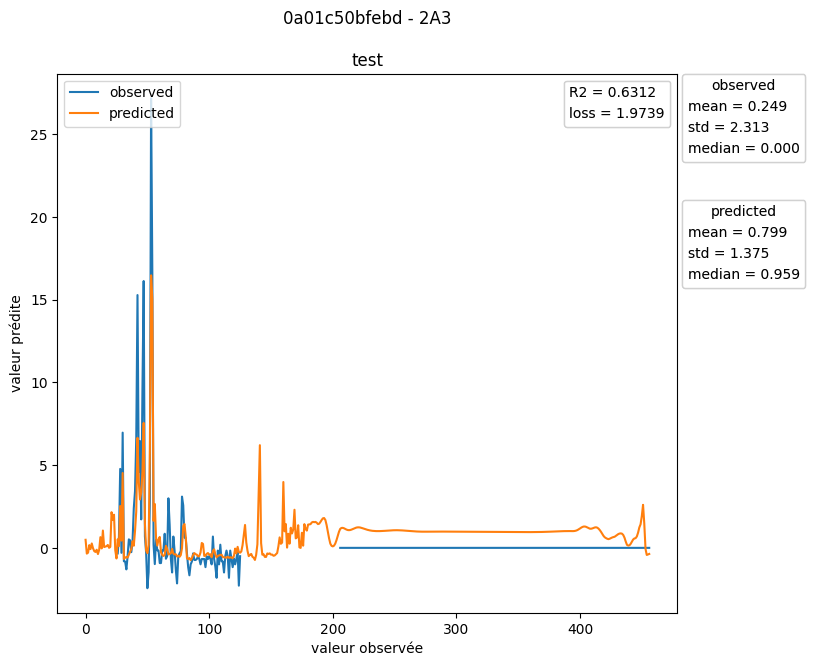 0a01c50bfebd - 2A3
test
observed
predicted
R2 = 0.6312
loss = 1.9739
observed
mean = 0.249
std = 2.313
median = 0.000
predicted
mean = 0.799
std = 1.375
median = 0.959
valeur prédite
25
20
15
10
5
0
0
100
200
300
400
valeur observée